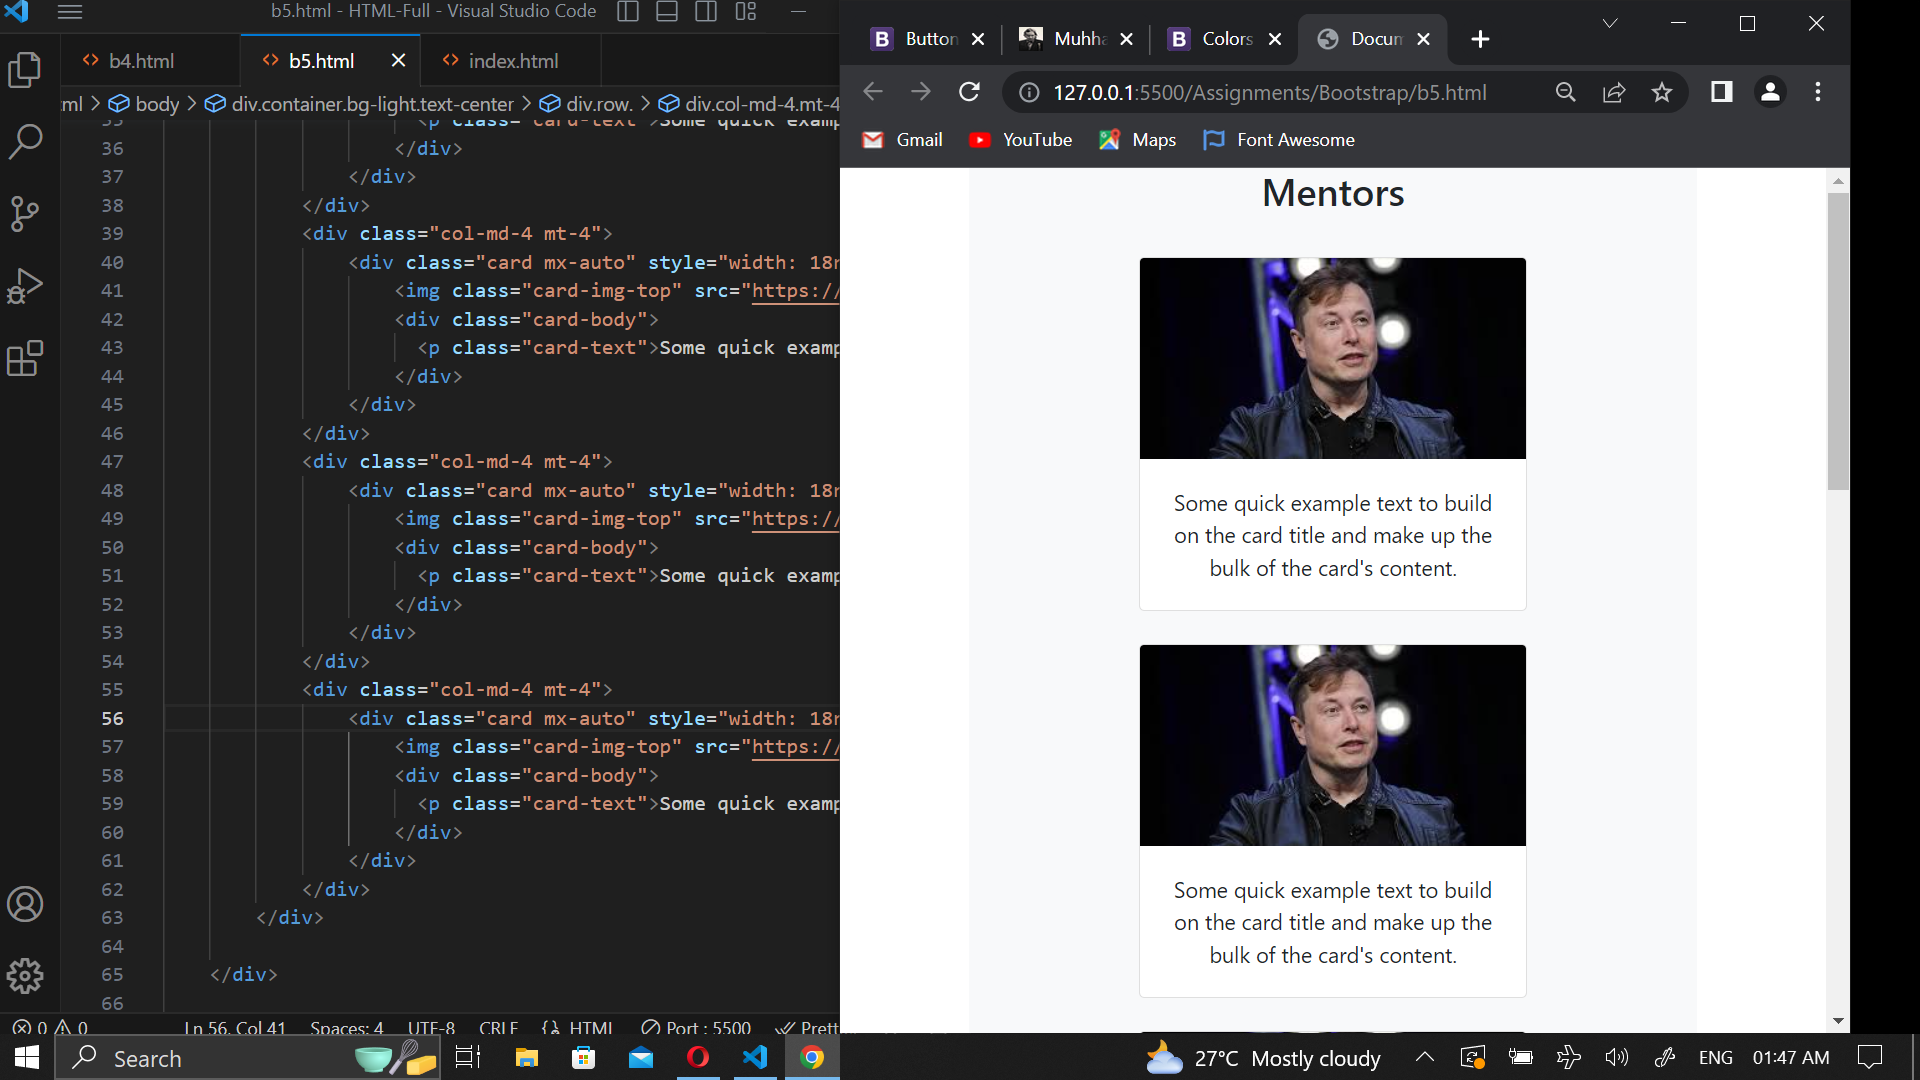 b5.html - HTML-Full - Visual Studio Code
b4.html
b5.html
index.html
ml > body > div.container.bg-light.text-center > div.row. > div.col-md-4.mt-4
35 <p class="card-text">Some quick examp
36 </div>
37 </div>
38 </div>
39 <div class="col-md-4 mt-4">
40 <div class="card mx-auto" style="width: 18r
41 <img class="card-img-top" src="https://
42 <div class="card-body">
43 <p class="card-text">Some quick examp
44 </div>
45 </div>
46 </div>
47 <div class="col-md-4 mt-4">
48 <div class="card mx-auto" style="width: 18r
49 <img class="card-img-top" src="https://
50 <div class="card-body">
51 <p class="card-text">Some quick examp
52 </div>
53 </div>
54 </div>
55 <div class="col-md-4 mt-4">
56 <div class="card mx-auto" style="width: 18r
57 <img class="card-img-top" src="https://
58 <div class="card-body">
59 <p class="card-text">Some quick examp
60 </div>
61 </div>
62 </div>
63 </div>
64
65 </div>
66
0 0 Ln 56, Col 41 Spaces: 4 UTF-8 CRLF HTML Port : 5500 Prett
Button
Muhha
Colors
Docum
127.0.0.1:5500/Assignments/Bootstrap/b5.html
Gmail YouTube Maps Font Awesome
Mentors
Some quick example text to build
on the card title and make up the
bulk of the card's content.
Some quick example text to build
on the card title and make up the
bulk of the card's content.
Search
27°C Mostly cloudy
ENG
01:47 AM